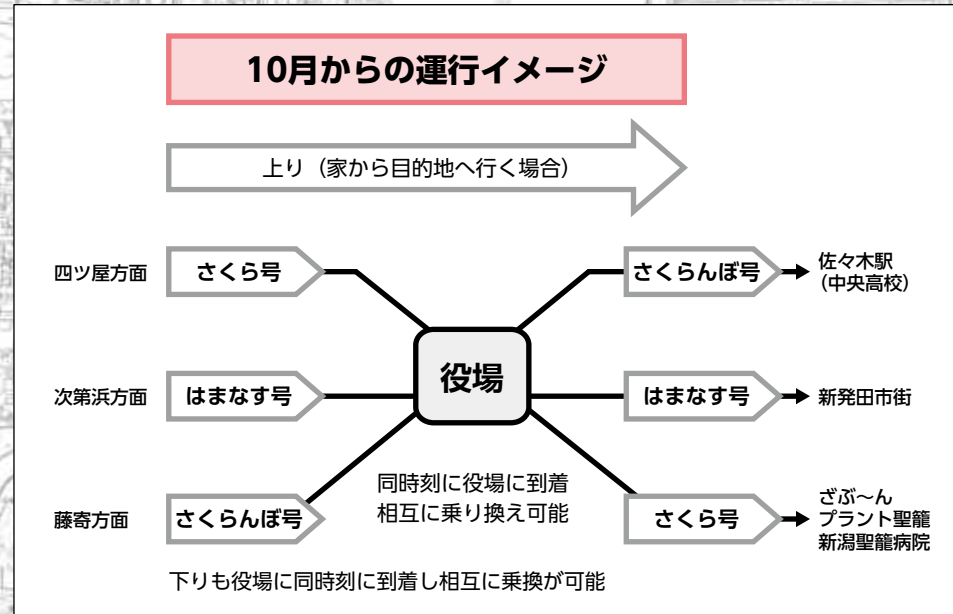 10月からの運行イメージ
上り（家から目的地へ行く場合）
四ツ屋方面
さくら号
さくらんぼ号
佐々木駅
（中央高校）
次第浜方面
はまなす号
役場
はまなす号
新発田市街
藤寄方面
さくらんぼ号
同時刻に役場に到着
相互に乗り換え可能
さくら号
ざぶ～ん
プラント聖籠
新潟聖籠病院
下りも役場に同時刻に到着し相互に乗換が可能